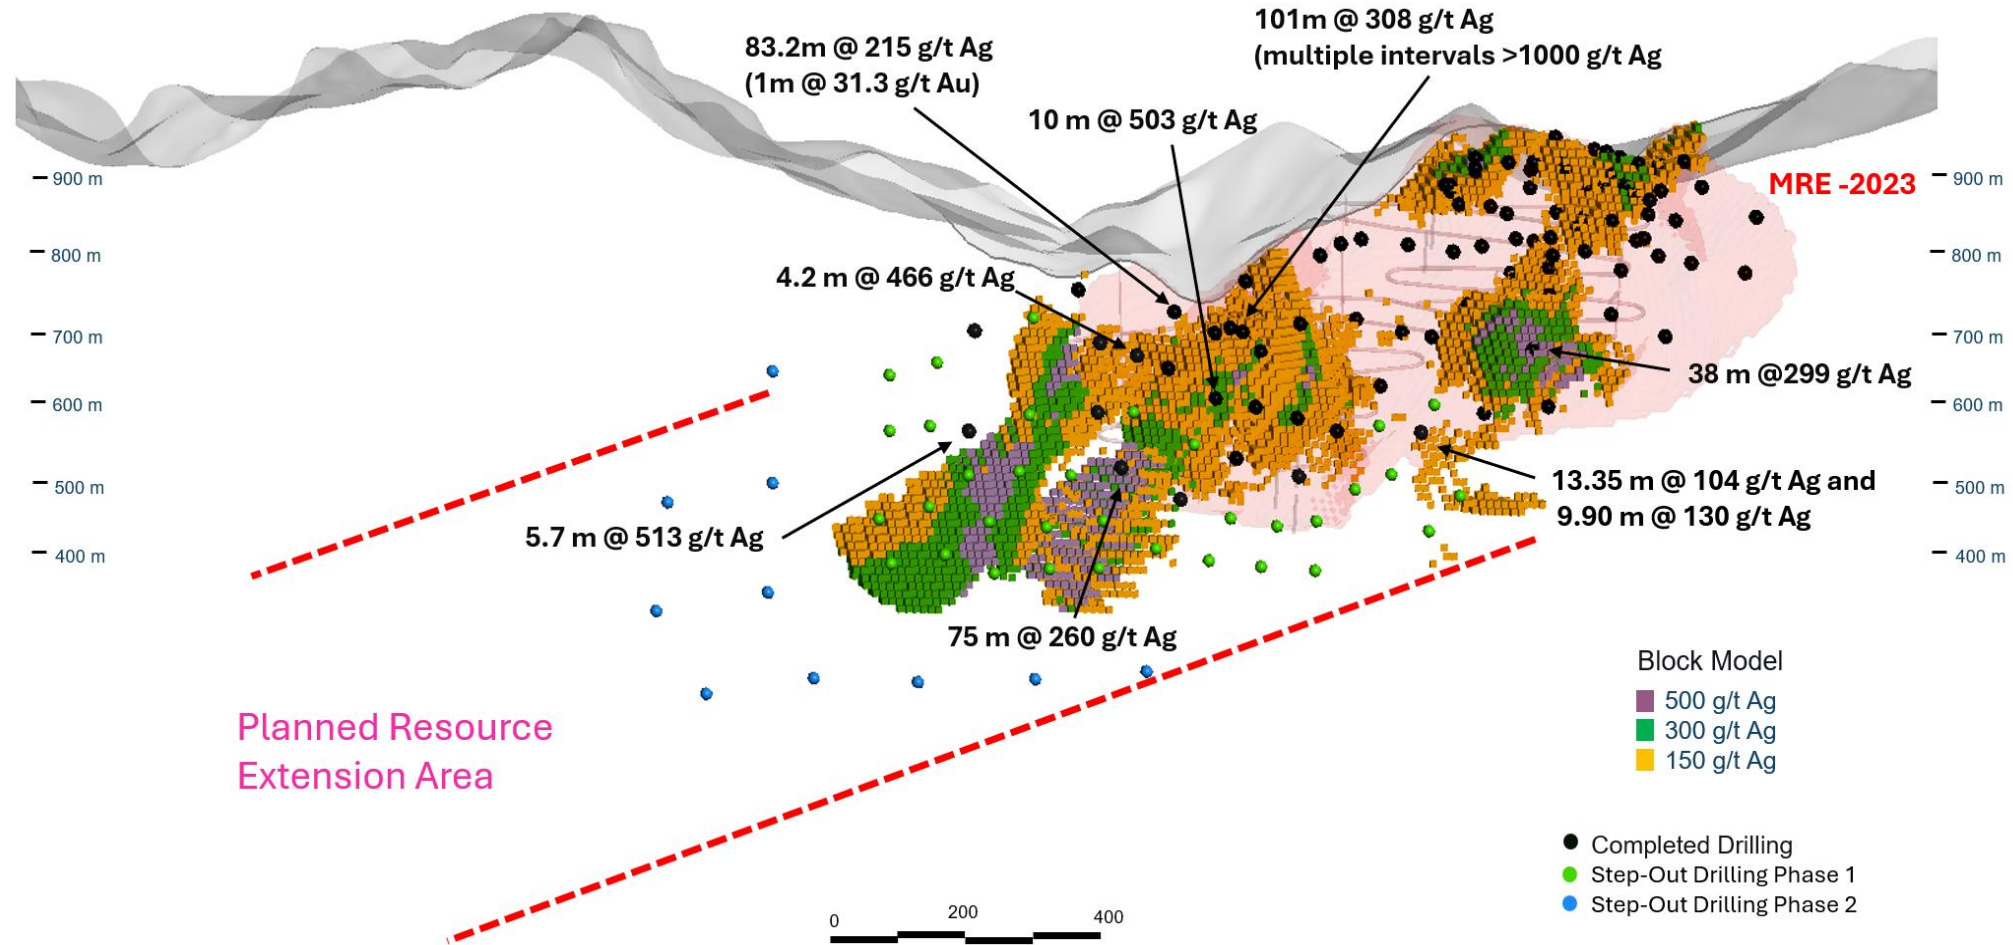 101m @ 308 g/t Ag
(multiple intervals >1000 g/t Ag
83.2m @ 215 g/t Ag
(1m @ 31.3 g/t Au)
10 m @ 503 g/t Ag
900 m
900 m
MRE -2023
800 m
800 m
4.2 m @ 466 g/t Ag
700 m
700 m
38 m @299 g/t Ag
600 m
600 m
500 m
500 m
13.35 m @ 104 g/t Ag and
9.90 m @ 130 g/t Ag
5.7 m @ 513 g/t Ag
400 m
400 m
75 m @ 260 g/t Ag
Planned Resource
Extension Area
Block Model
500 g/t Ag
300 g/t Ag
150 g/t Ag
Completed Drilling
Step-Out Drilling Phase 1
Step-Out Drilling Phase 2
0 200 400